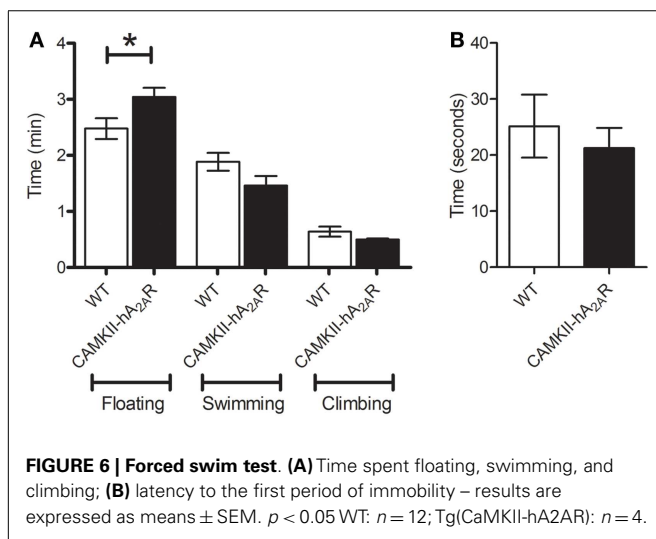 A
*
Time (min)
4
3
2
1
0
WT
CAMKII-hA2AR
WT
CAMKII-hA2AR
WT
CAMKII-hA2AR
Floating
Swimming
Climbing
B
Time (seconds)
40
30
20
10
0
WT
CAMKII-hA2AR
FIGURE 6 | Forced swim test. (A) Time spent floating, swimming, and
climbing; (B) latency to the first period of immobility – results are
expressed as means ± SEM. p < 0.05 WT: n = 12; Tg(CaMKII-hA2AR): n = 4.